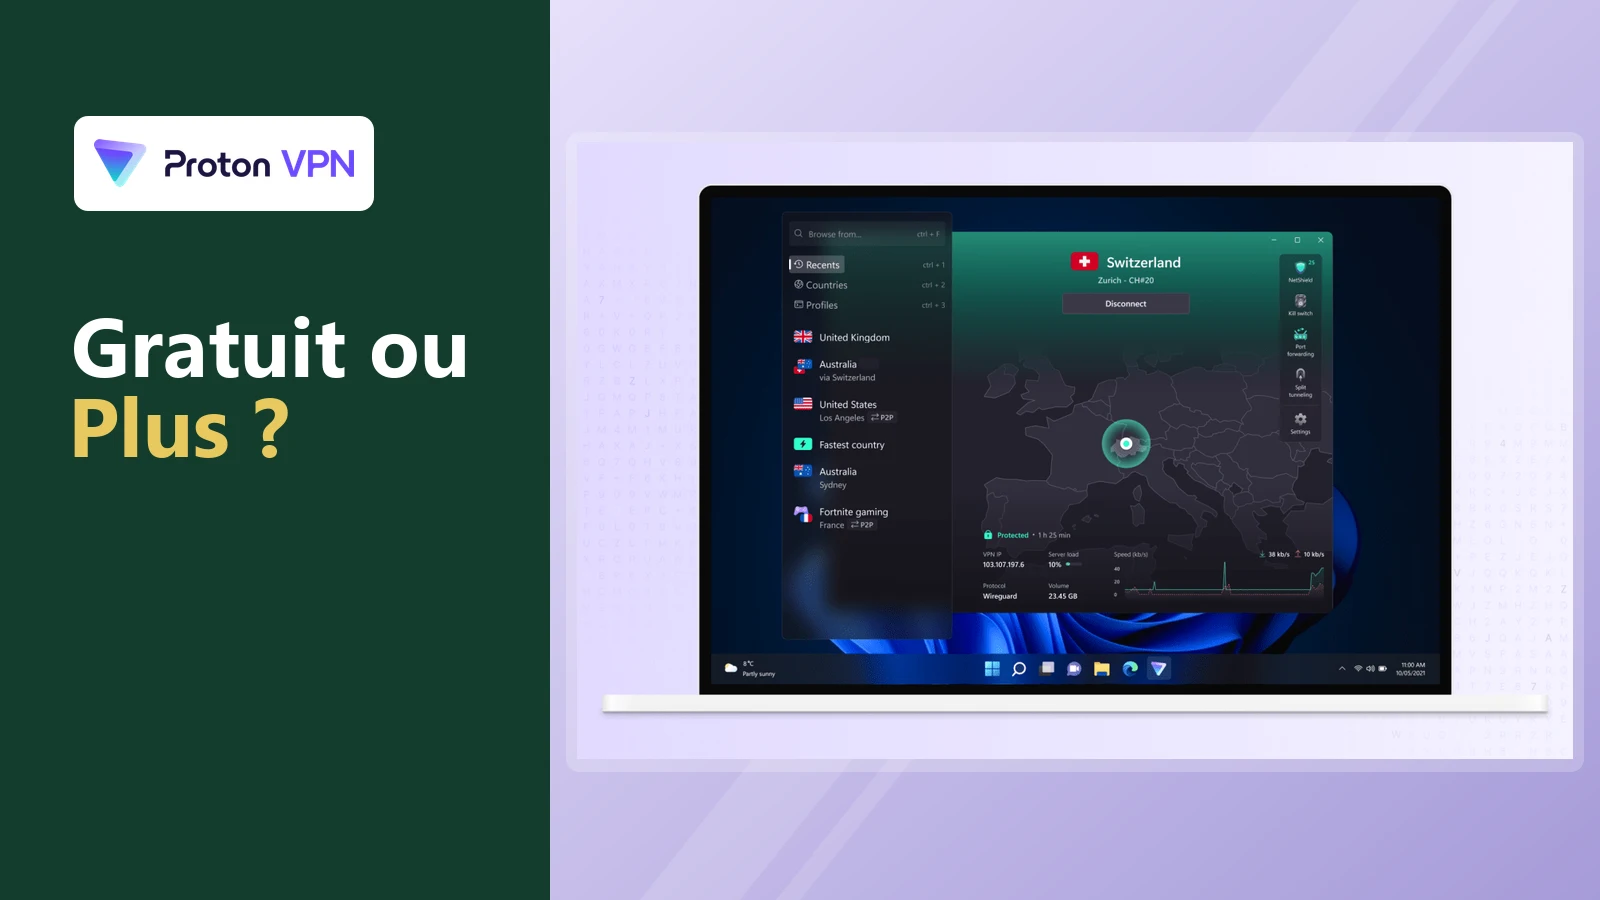 Proton VPN
Gratuit ou
Plus ?
Browse from... ctrl + F
Recents ctrl + 1
Countries ctrl + 2
Profiles ctrl + 3
United Kingdom
Australia
via Switzerland
United States
Los Angeles ⇄ P2P
Fastest country
Australia
Sydney
Fortnite gaming
France ⇄ P2P
Switzerland
Zurich - CH#20
Disconnect
25
NetShield
Kill switch
Port
forwarding
Split
tunneling
Settings
Protected • 1 h 25 min
VPN IP Server load Speed (kb/s) 38 kb/s 10 kb/s
103.107.197.6 10%
40
20
0
Protocol Volume
Wireguard 23.45 GB
8°C
Partly sunny
11:00 AM
10/05/2021